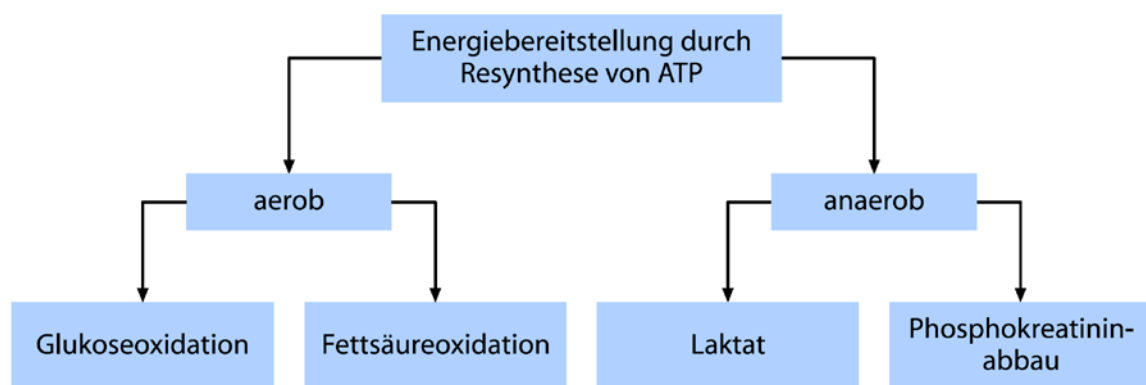 Energiebereitstellung durch
Resynthese von ATP
aerob
anaerob
Glukoseoxidation
Fettsäureoxidation
Laktat
Phosphokreatinin-
abbau